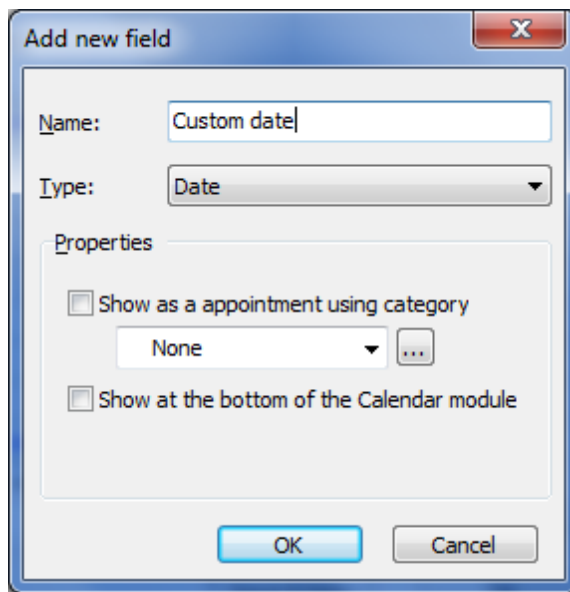 Add new field
Name: Custom date
Type: Date
Properties
Show as a appointment using category
None ...
Show at the bottom of the Calendar module
OK Cancel